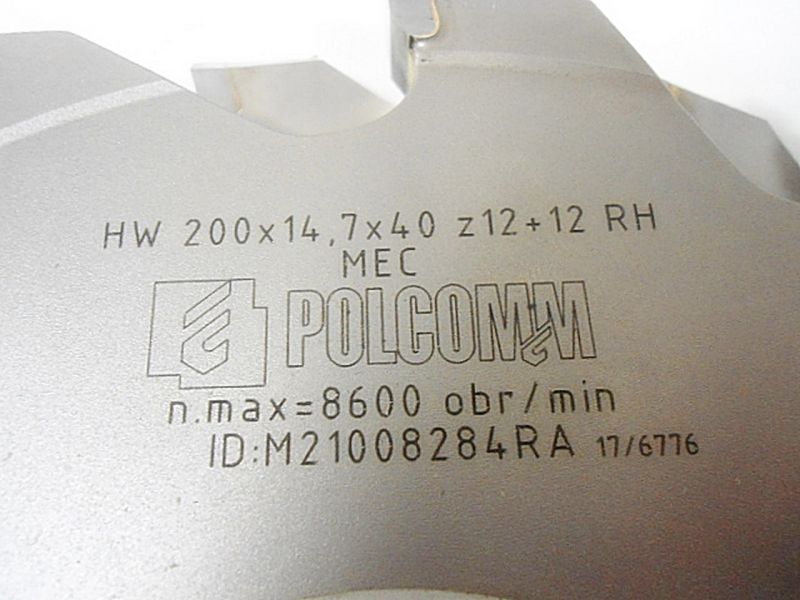 HW 200x14,7x40 z12+12 RH
MEC
POLCOMM
n.max=8600 obr/min
ID:M21008284RA 17/6776